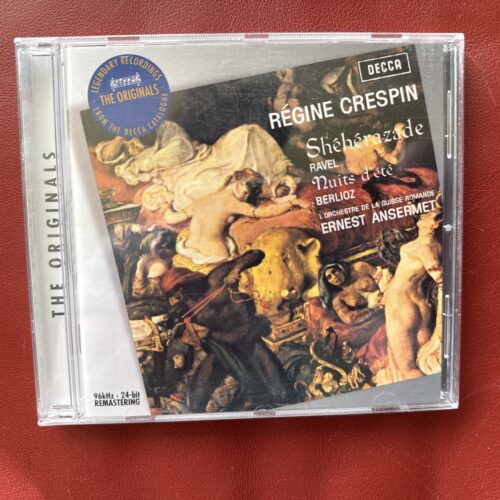 THE ORIGINALS
LEGENDARY RECORDINGS
THE ORIGINALS
FROM THE DECCA CATALOGUE
DECCA
RÉGINE CRESPIN
Shéhérazade
RAVEL
Nuits d'été
BERLIOZ
L'ORCHESTRE DE LA SUISSE ROMANDE
ERNEST ANSERMET
96kHz · 24-bit
REMASTERING